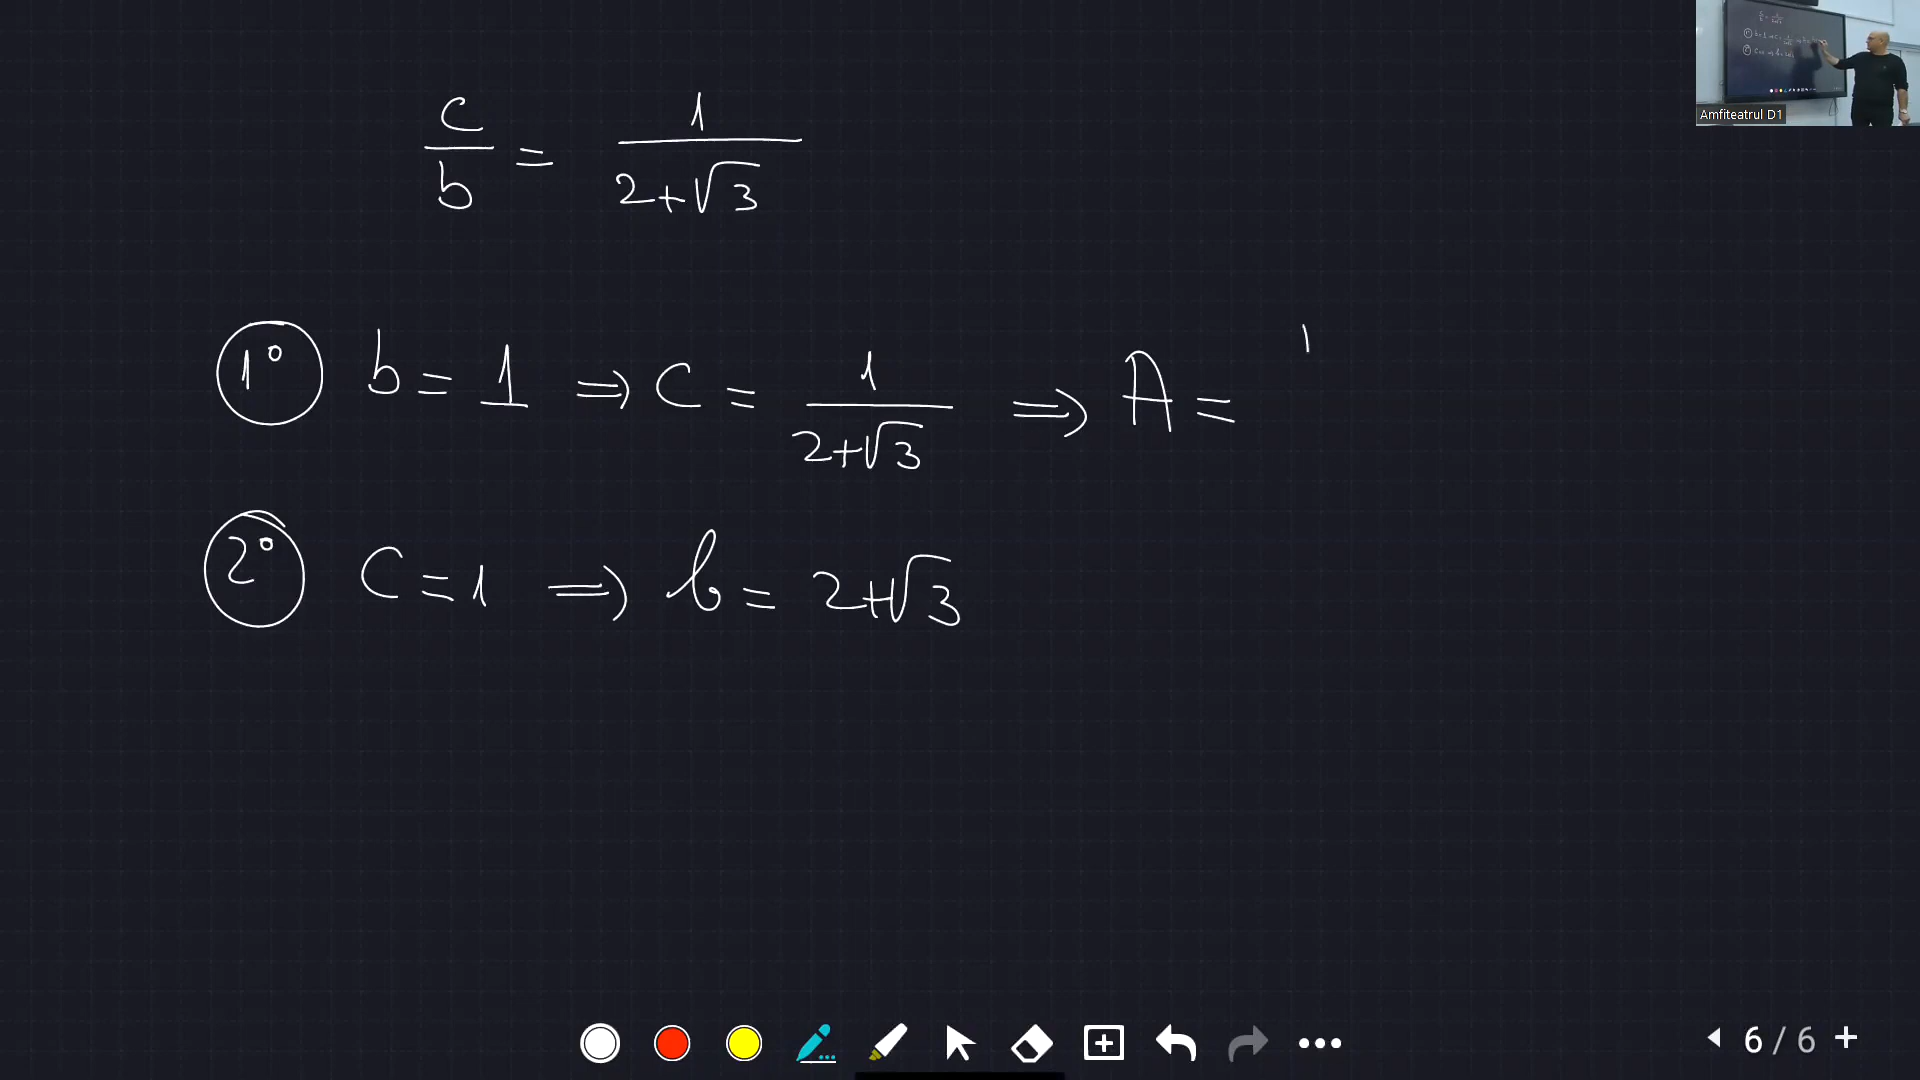 Amfiteatrul D1
c/b = 1/(2+√3)
1° b = 1 ⇒ c = 1/(2+√3) ⇒ A =
2° c = 1 ⇒ b = 2+√3
6 / 6